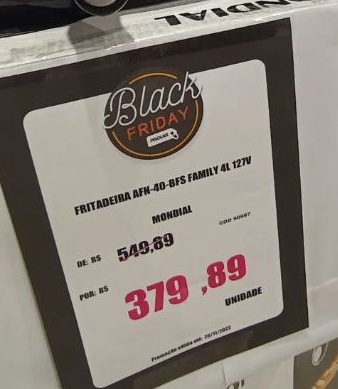 MONDIAL
Black
FRIDAY
FRITADEIRA AFN-40-BFS FAMILY 4L 127V
MONDIAL
DE: R$ 549,89
POR: R$ 379,89
UNIDADE